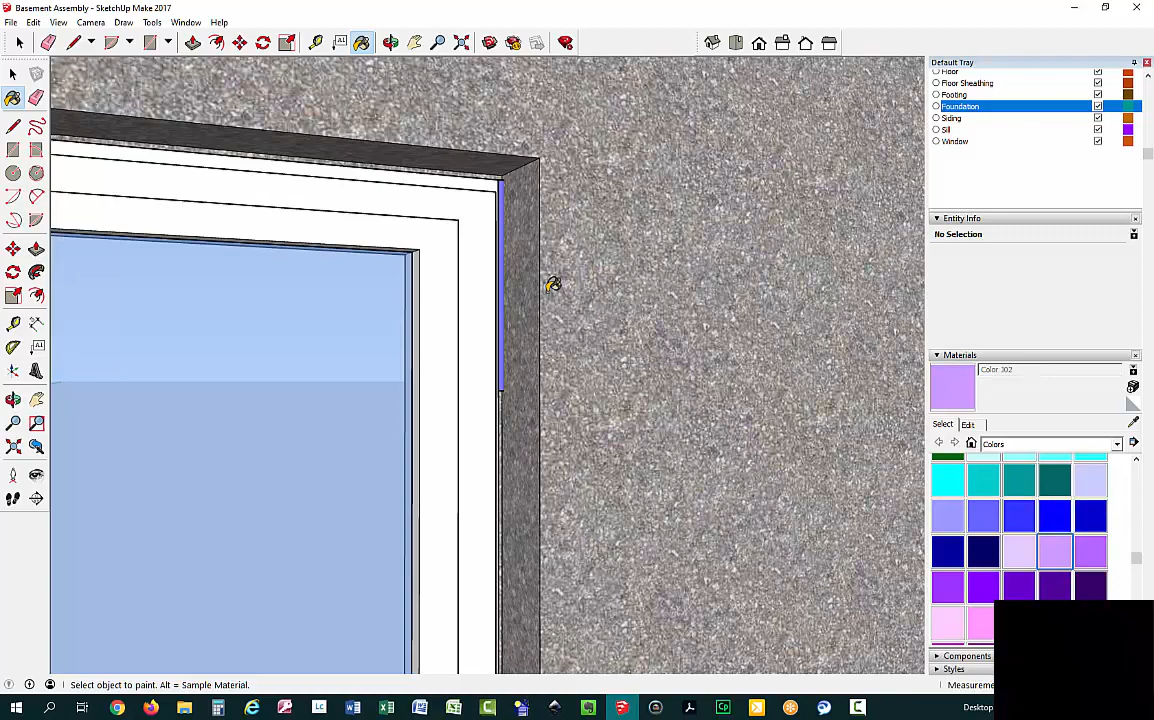 Basement Assembly - SketchUp Make 2017
File Edit View Camera Draw Tools Window Help
Default Tray
Floor
Floor Sheathing
Footing
Foundation
Siding
Sill
Window
Entity Info
No Selection
Materials
Color J02
Select Edit
Colors
Components
Styles
Select object to paint. Alt = Sample Material.
Measureme
Desktop